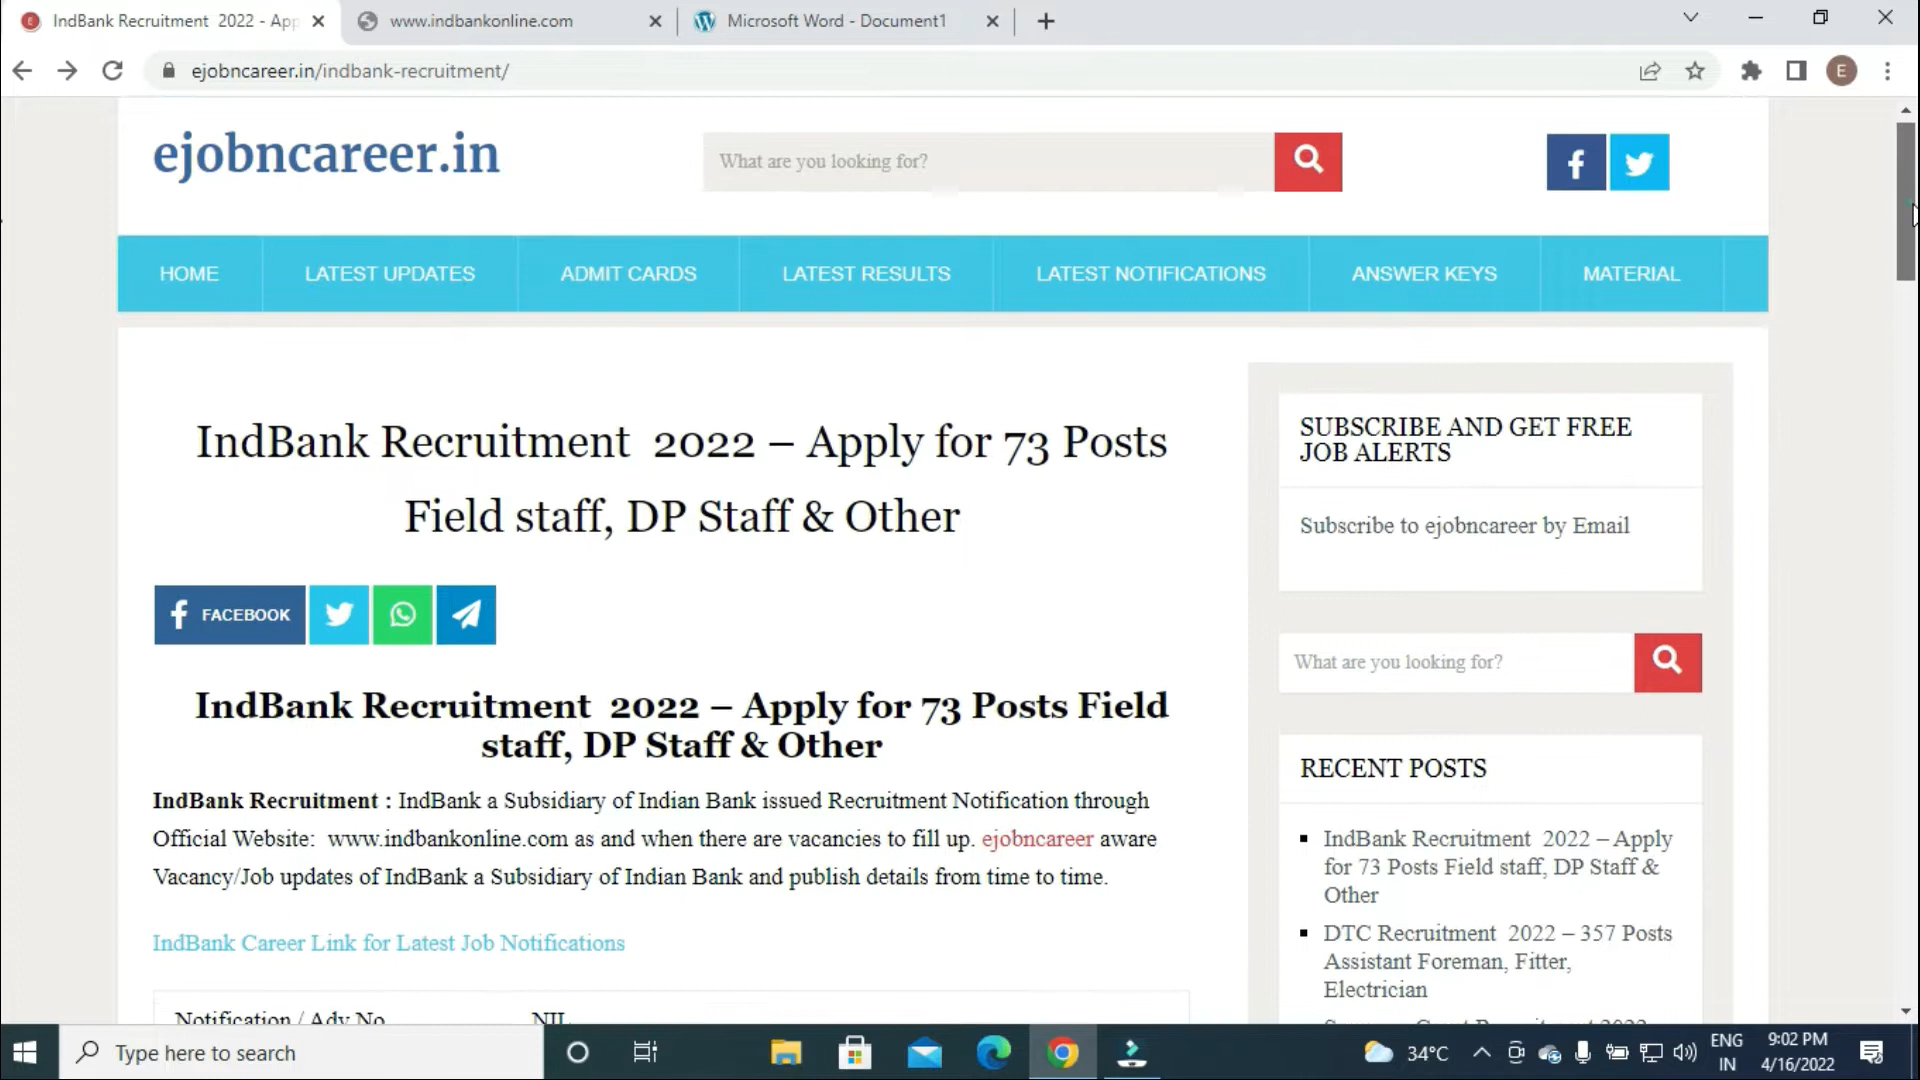 IndBank Recruitment 2022 - App
www.indbankonline.com
Microsoft Word - Document1
ejobncareer.in/indbank-recruitment/
E
ejobncareer.in
What are you looking for?
HOME
LATEST UPDATES
ADMIT CARDS
LATEST RESULTS
LATEST NOTIFICATIONS
ANSWER KEYS
MATERIAL
IndBank Recruitment 2022 – Apply for 73 Posts
Field staff, DP Staff & Other
FACEBOOK
IndBank Recruitment 2022 – Apply for 73 Posts Field
staff, DP Staff & Other
IndBank Recruitment : IndBank a Subsidiary of Indian Bank issued Recruitment Notification through
Official Website: www.indbankonline.com as and when there are vacancies to fill up. ejobncareer aware
Vacancy/Job updates of IndBank a Subsidiary of Indian Bank and publish details from time to time.
IndBank Career Link for Latest Job Notifications
Notification / Adv No
NIL
SUBSCRIBE AND GET FREE
JOB ALERTS
Subscribe to ejobncareer by Email
What are you looking for?
RECENT POSTS
IndBank Recruitment 2022 – Apply
for 73 Posts Field staff, DP Staff &
Other
DTC Recruitment 2022 – 357 Posts
Assistant Foreman, Fitter,
Electrician
Type here to search
34°C
ENG
IN
9:02 PM
4/16/2022